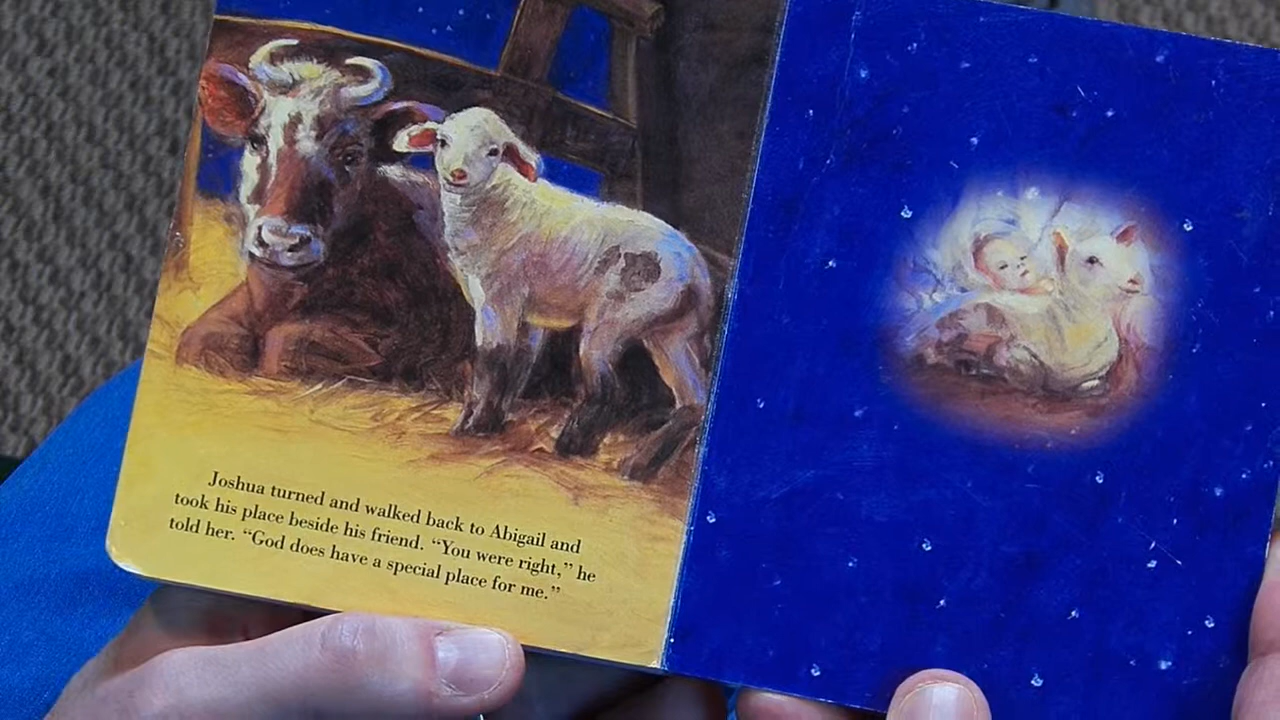 Joshua turned and walked back to Abigail and
took his place beside his friend. “You were right,” he
told her. “God does have a special place for me.”